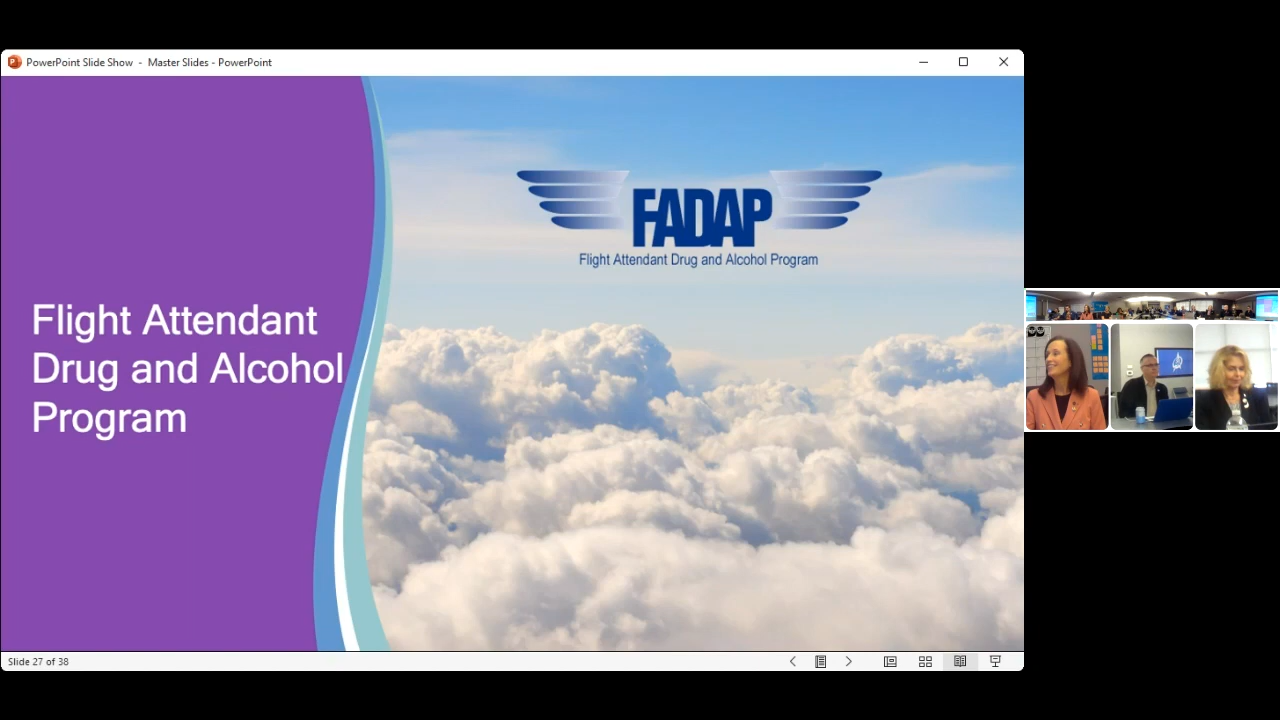 PowerPoint Slide Show - Master Slides - PowerPoint
FADAP
Flight Attendant Drug and Alcohol Program
Flight Attendant
Drug and Alcohol
Program
Slide 27 of 38